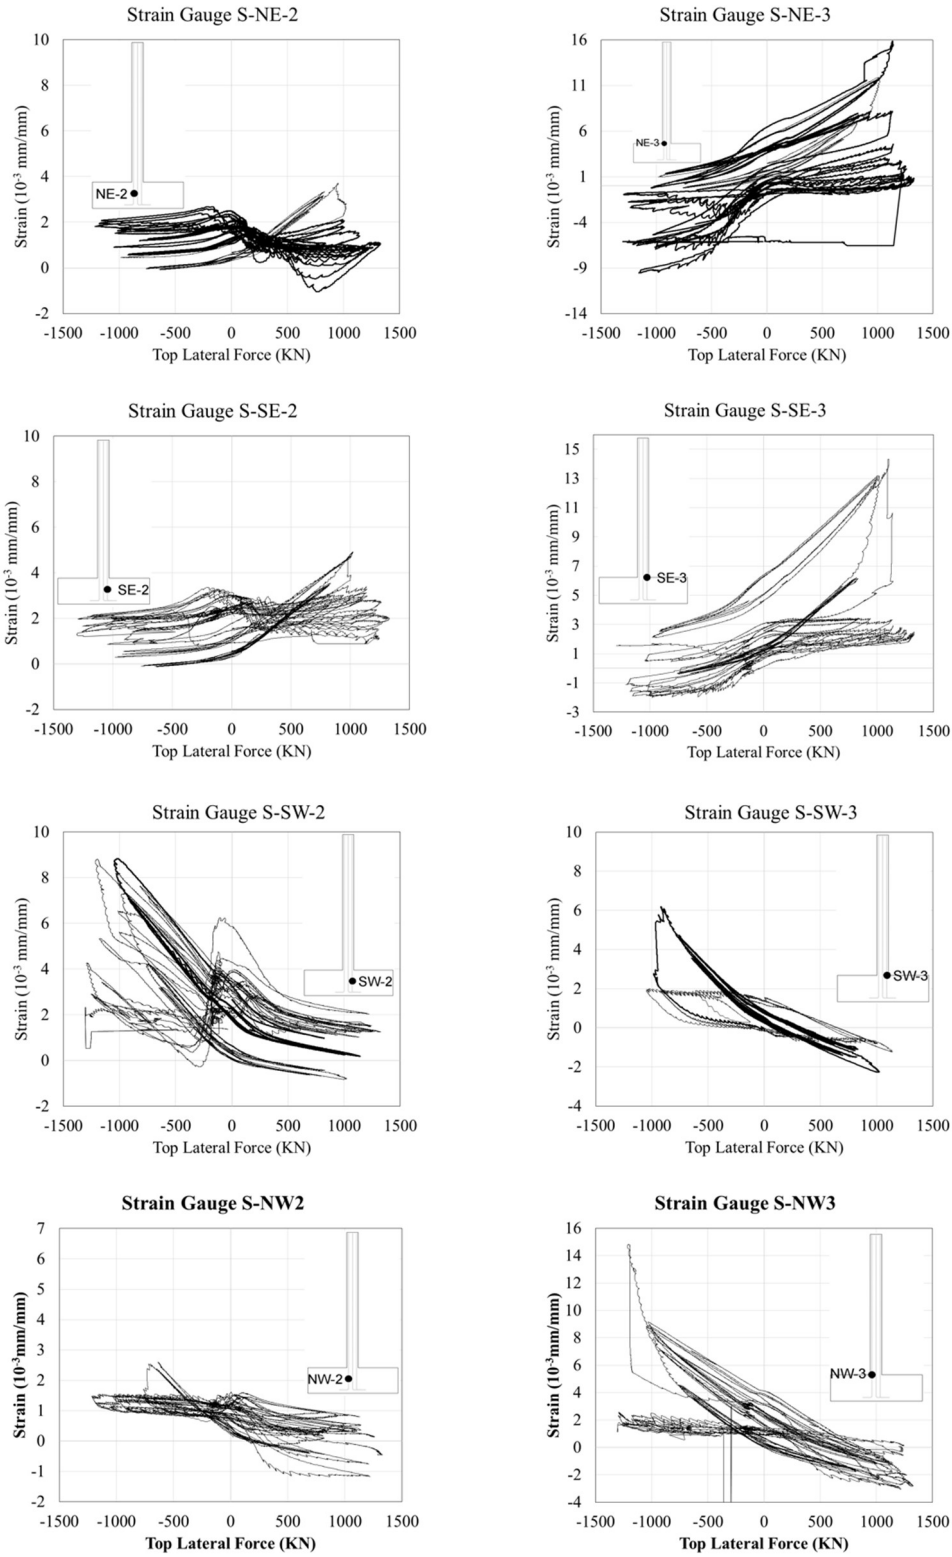 Strain Gauge S-NE-2
10
8
6
4
2
0
-2
Strain (10-3 mm/mm)
NE-2
-1500 -1000 -500 0 500 1000 1500
Top Lateral Force (KN)
Strain Gauge S-NE-3
16
11
6
1
-4
-9
-14
Strain (10-3 mm/mm)
NE-3
-1500 -1000 -500 0 500 1000 1500
Top Lateral Force (KN)
Strain Gauge S-SE-2
10
8
6
4
2
0
-2
Strain (10-3 mm/mm)
SE-2
-1500 -1000 -500 0 500 1000 1500
Top Lateral Force (KN)
Strain Gauge S-SE-3
15
13
11
9
7
5
3
1
-1
-3
Strain (10-3 mm/mm)
SE-3
-1500 -1000 -500 0 500 1000 1500
Top Lateral Force (KN)
Strain Gauge S-SW-2
10
8
6
4
2
0
-2
Strain (10-3 mm/mm)
SW-2
-1500 -1000 -500 0 500 1000 1500
Top Lateral Force (KN)
Strain Gauge S-SW-3
10
8
6
4
2
0
-2
-4
Strain (10-3 mm/mm)
SW-3
-1500 -1000 -500 0 500 1000 1500
Top Lateral Force (KN)
Strain Gauge S-NW2
7
6
5
4
3
2
1
0
-1
-2
Strain (10-3mm/mm)
NW-2
-1500 -1000 -500 0 500 1000 1500
Top Lateral Force (KN)
Strain Gauge S-NW3
16
14
12
10
8
6
4
2
0
-2
-4
Strain (10-3mm/mm)
NW-3
-1500 -1000 -500 0 500 1000 1500
Top Lateral Force (KN)